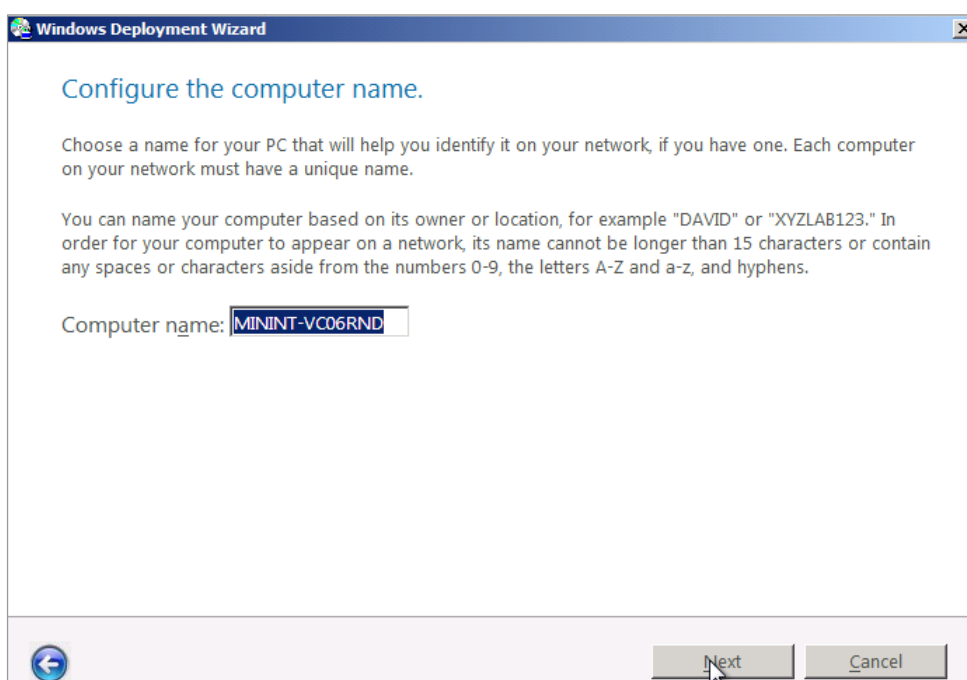 Windows Deployment Wizard
Configure the computer name.
Choose a name for your PC that will help you identify it on your network, if you have one. Each computer
on your network must have a unique name.
You can name your computer based on its owner or location, for example "DAVID" or "XYZLAB123." In
order for your computer to appear on a network, its name cannot be longer than 15 characters or contain
any spaces or characters aside from the numbers 0-9, the letters A-Z and a-z, and hyphens.
Computer name: MININT-VC06RND
Next Cancel